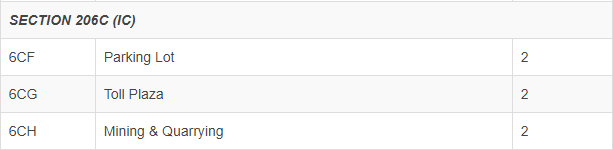 SECTION 206C (IC)
6CF Parking Lot 2
6CG Toll Plaza 2
6CH Mining & Quarrying 2